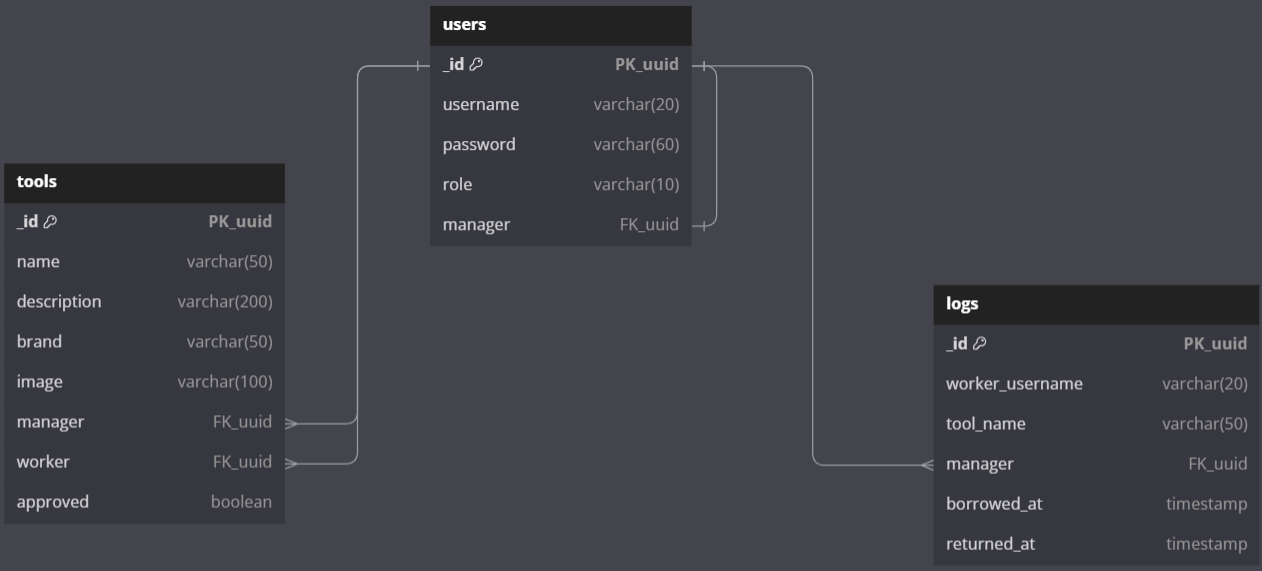 users
_id PK_uuid
username varchar(20)
password varchar(60)
role varchar(10)
manager FK_uuid
tools
_id PK_uuid
name varchar(50)
description varchar(200)
brand varchar(50)
image varchar(100)
manager FK_uuid
worker FK_uuid
approved boolean
logs
_id PK_uuid
worker_username varchar(20)
tool_name varchar(50)
manager FK_uuid
borrowed_at timestamp
returned_at timestamp